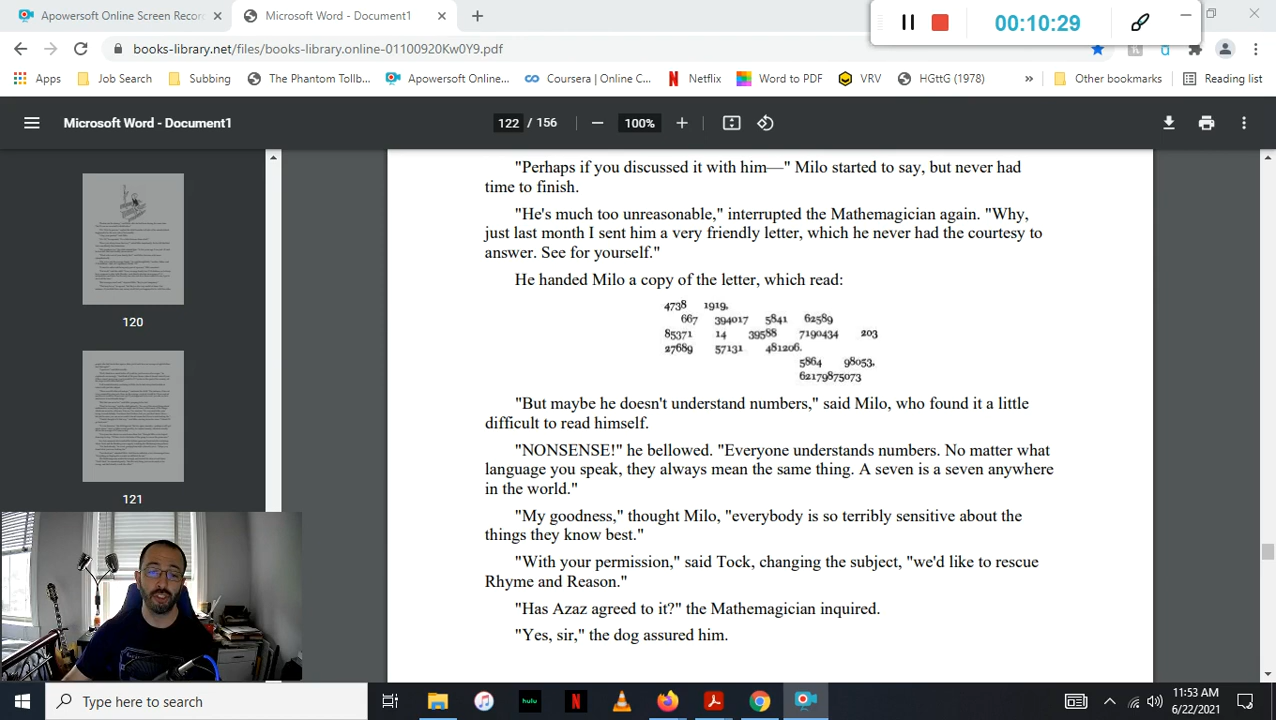 Apowersoft Online Screen Recor
Microsoft Word - Document1
00:10:29
books-library.net/files/books-library.online-01100920Kw0Y9.pdf
Apps
Job Search
Subbing
The Phantom Tollb...
Apowersoft Online...
Coursera | Online C...
Netflix
Word to PDF
VRV
HGttG (1978)
»
Other bookmarks
Reading list
Microsoft Word - Document1
122 / 156
100%
120
121
"Perhaps if you discussed it with him—" Milo started to say, but never had
time to finish.
"He's much too unreasonable," interrupted the Mathemagician again. "Why,
just last month I sent him a very friendly letter, which he never had the courtesy to
answer. See for yourself."
He handed Milo a copy of the letter, which read:
4738 1919,
667 394017 5841 62589
85371 14 39588 7190434 203
27689 57131 481206.
5864 98053,
62179875073
"But maybe he doesn't understand numbers," said Milo, who found it a little
difficult to read himself.
"NONSENSE!" he bellowed. "Everyone understands numbers. No matter what
language you speak, they always mean the same thing. A seven is a seven anywhere
in the world."
"My goodness," thought Milo, "everybody is so terribly sensitive about the
things they know best."
"With your permission," said Tock, changing the subject, "we'd like to rescue
Rhyme and Reason."
"Has Azaz agreed to it?" the Mathemagician inquired.
"Yes, sir," the dog assured him.
Type here to search
hulu
11:53 AM
6/22/2021